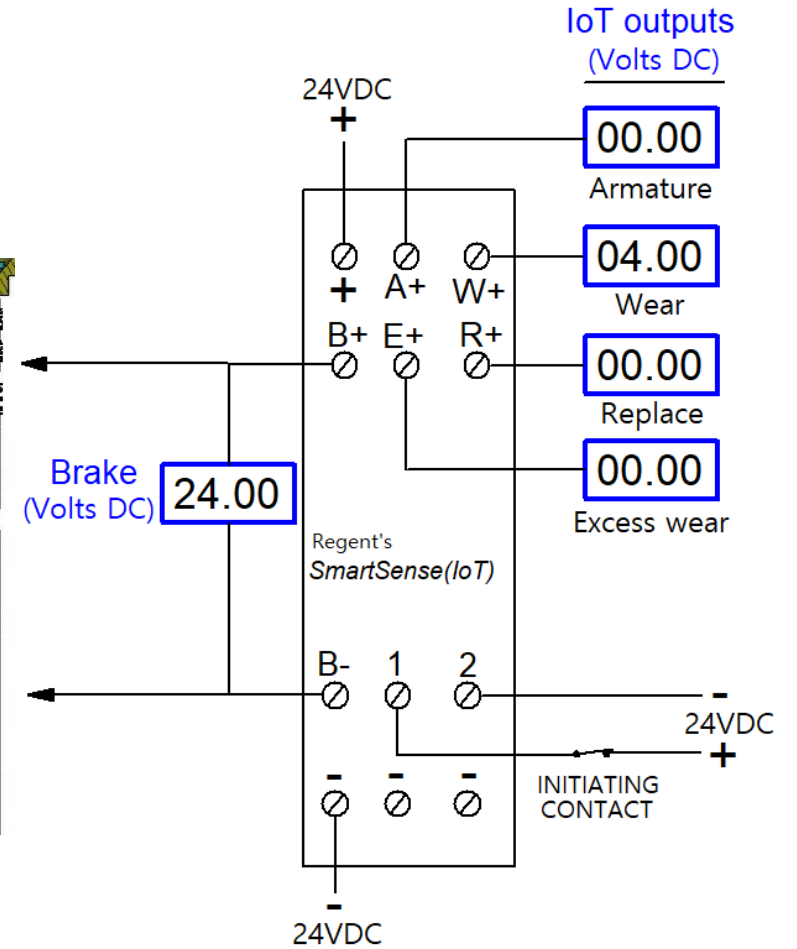 IoT outputs
(Volts DC)
24VDC
+
00.00
Armature
04.00
Wear
+
A+
W+
B+
E+
R+
00.00
Replace
00.00
Excess wear
Brake
(Volts DC)
24.00
Regent's
SmartSense(IoT)
B-
1
2
-
24VDC
+
INITIATING
CONTACT
-
-
-
-
24VDC